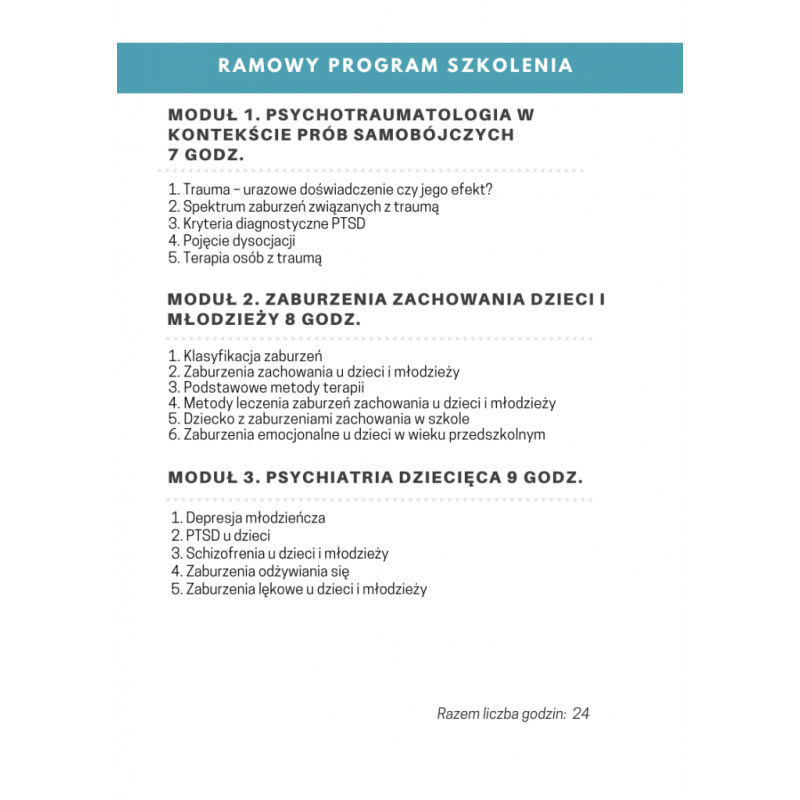 RAMOWY PROGRAM SZKOLENIA
MODUŁ 1. PSYCHOTRAUMATOLOGIA W
KONTEKŚCIE PRÓB SAMOBÓJCZYCH
7 GODZ.
1. Trauma – urazowe doświadczenie czy jego efekt?
2. Spektrum zaburzeń związanych z traumą
3. Kryteria diagnostyczne PTSD
4. Pojęcie dysocjacji
5. Terapia osób z traumą
MODUŁ 2. ZABURZENIA ZACHOWANIA DZIECI I
MŁODZIEŻY 8 GODZ.
1. Klasyfikacja zaburzeń
2. Zaburzenia zachowania u dzieci i młodzieży
3. Podstawowe metody terapii
4. Metody leczenia zaburzeń zachowania u dzieci i młodzieży
5. Dziecko z zaburzeniami zachowania w szkole
6. Zaburzenia emocjonalne u dzieci w wieku przedszkolnym
MODUŁ 3. PSYCHIATRIA DZIECIĘCA 9 GODZ.
1. Depresja młodzieńcza
2. PTSD u dzieci
3. Schizofrenia u dzieci i młodzieży
4. Zaburzenia odżywiania się
5. Zaburzenia lękowe u dzieci i młodzieży
Razem liczba godzin: 24